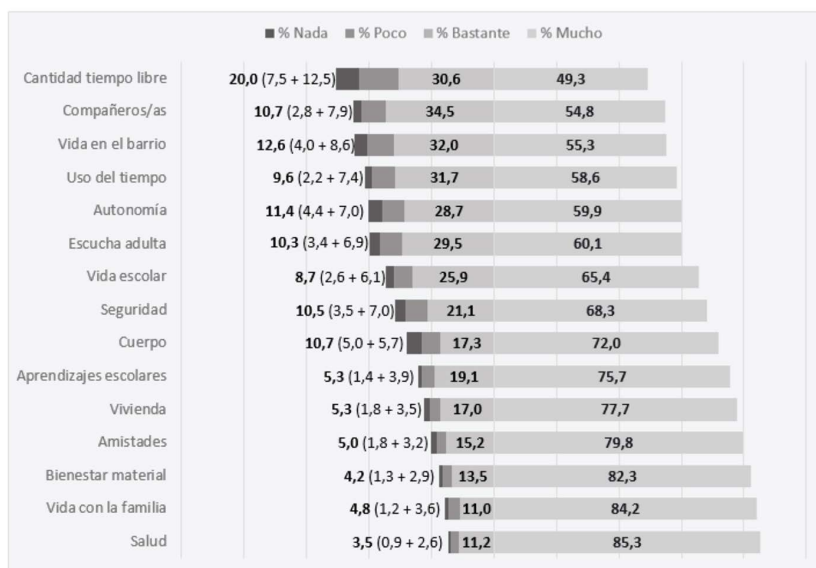 % Nada % Poco % Bastante % Mucho
Cantidad tiempo libre 20,0 (7,5 + 12,5) 30,6 49,3
Compañeros/as 10,7 (2,8 + 7,9) 34,5 54,8
Vida en el barrio 12,6 (4,0 + 8,6) 32,0 55,3
Uso del tiempo 9,6 (2,2 + 7,4) 31,7 58,6
Autonomía 11,4 (4,4 + 7,0) 28,7 59,9
Escucha adulta 10,3 (3,4 + 6,9) 29,5 60,1
Vida escolar 8,7 (2,6 + 6,1) 25,9 65,4
Seguridad 10,5 (3,5 + 7,0) 21,1 68,3
Cuerpo 10,7 (5,0 + 5,7) 17,3 72,0
Aprendizajes escolares 5,3 (1,4 + 3,9) 19,1 75,7
Vivienda 5,3 (1,8 + 3,5) 17,0 77,7
Amistades 5,0 (1,8 + 3,2) 15,2 79,8
Bienestar material 4,2 (1,3 + 2,9) 13,5 82,3
Vida con la familia 4,8 (1,2 + 3,6) 11,0 84,2
Salud 3,5 (0,9 + 2,6) 11,2 85,3